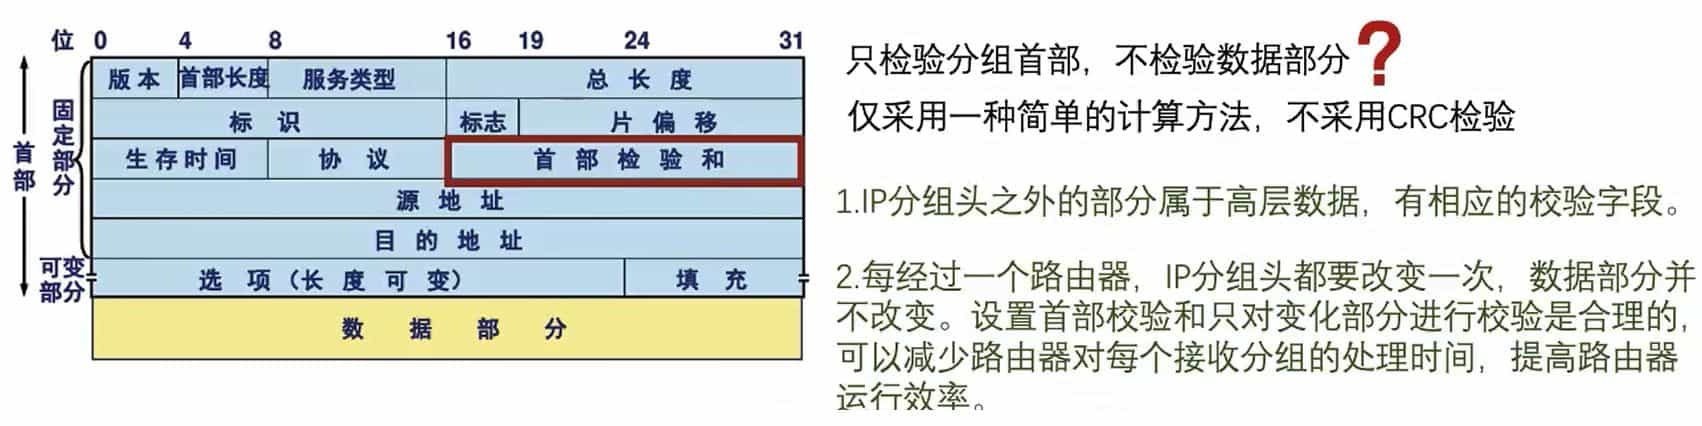 位 0 4 8 16 19 24 31
版本 首部长度 服务类型 总长度
标识 标志 片偏移
生存时间 协议 首部检验和
源地址
目的地址
选项(长度可变) 填充
数据部分
首部
固定部分
可变
部分
只检验分组首部，不检验数据部分?
仅采用一种简单的计算方法，不采用CRC检验
1.IP分组头之外的部分属于高层数据，有相应的校验字段。
2.每经过一个路由器，IP分组头都要改变一次，数据部分并
不改变。设置首部校验和只对变化部分进行校验是合理的，
可以减少路由器对每个接收分组的处理时间，提高路由器
运行效率。